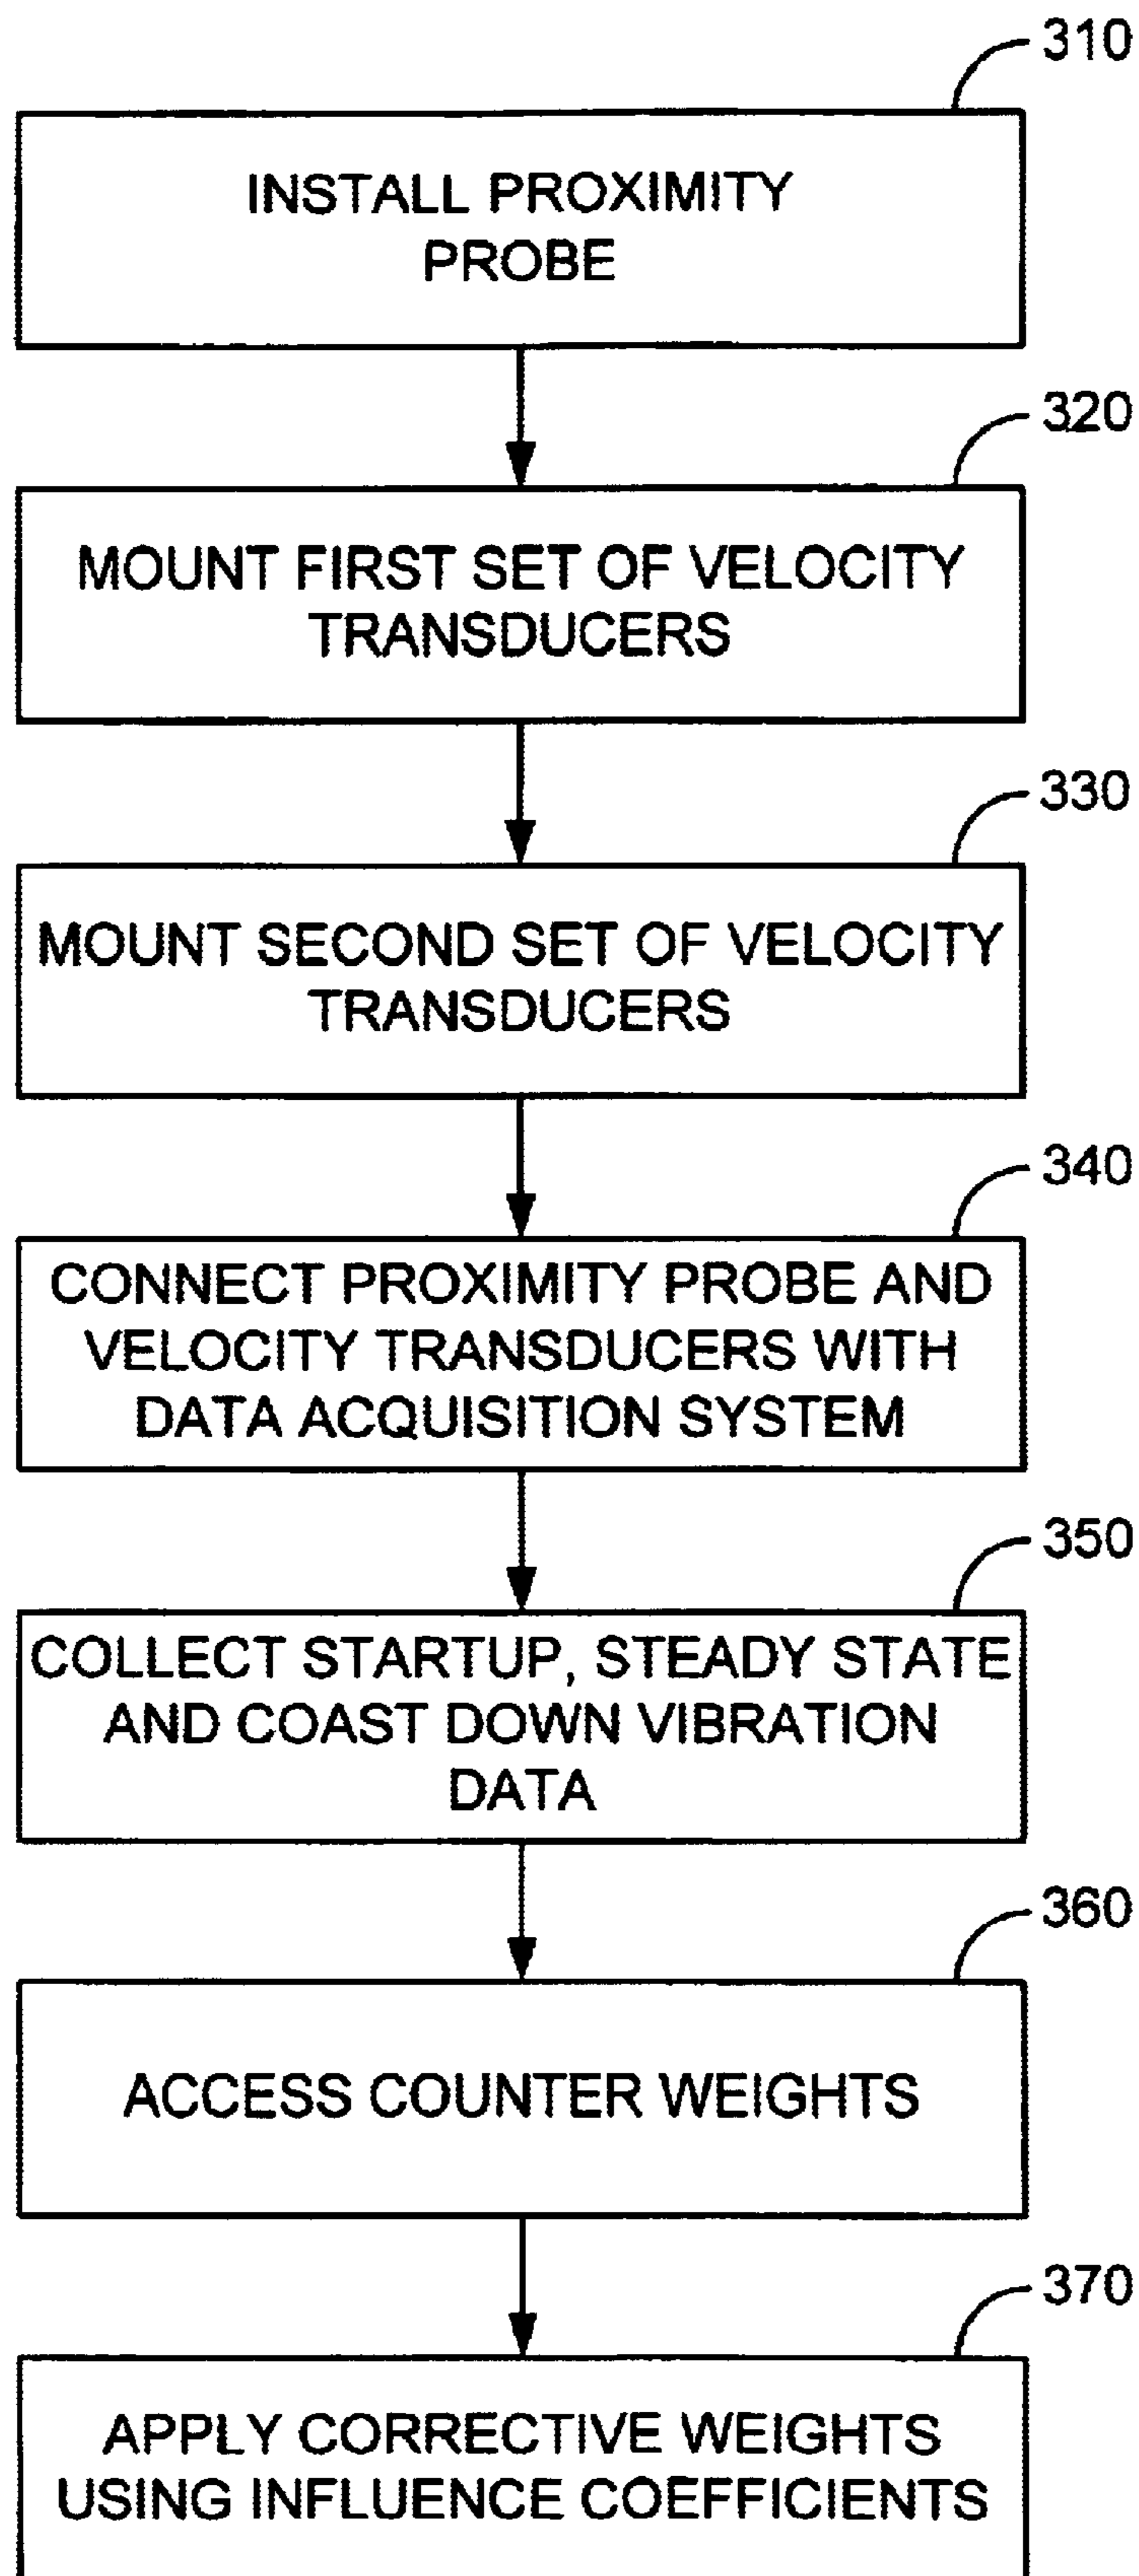 310
INSTALL PROXIMITY
PROBE
320
MOUNT FIRST SET OF VELOCITY
TRANSDUCERS
330
MOUNT SECOND SET OF VELOCITY
TRANSDUCERS
340
CONNECT PROXIMITY PROBE AND
VELOCITY TRANSDUCERS WITH
DATA ACQUISITION SYSTEM
350
COLLECT STARTUP, STEADY STATE
AND COAST DOWN VIBRATION
DATA
360
ACCESS COUNTER WEIGHTS
370
APPLY CORRECTIVE WEIGHTS
USING INFLUENCE COEFFICIENTS